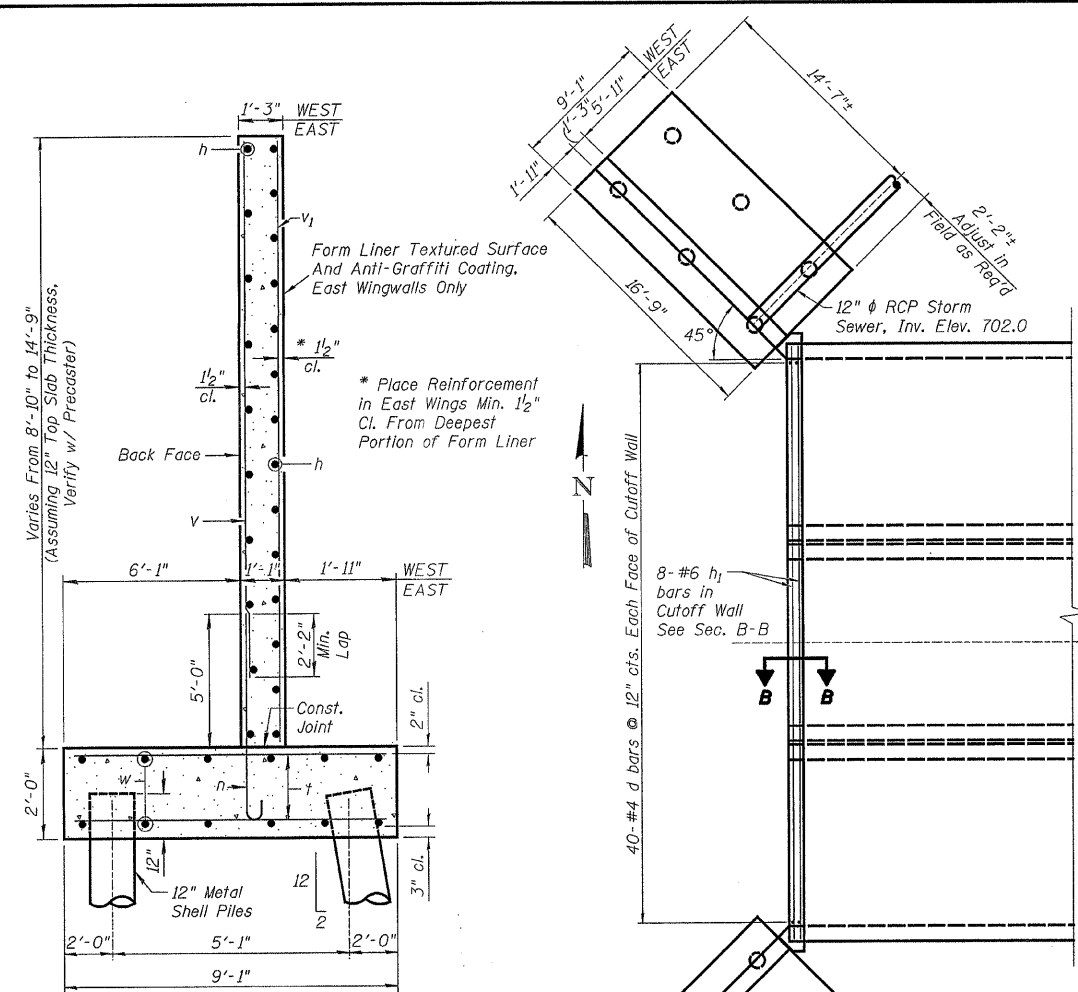 1'-3"
WEST
EAST
h
v1
Form Liner Textured Surface
And Anti-Graffiti Coating,
East Wingwalls Only
* 1½"
cl.
1½"
cl.
* Place Reinforcement
in East Wings Min. 1½"
Cl. From Deepest
Portion of Form Liner
Back Face
h
v
Varies From 8'-10" to 14'-9"
(Assuming 12" Top Slab Thickness,
Verify w/ Precaster)
6'-1"
1'-1"
1'-11"
WEST
EAST
5'-0"
2'-2"
Min.
Lap
Const.
Joint
2" cl.
2'-0"
w
n
t
12"
12" Metal
Shell Piles
12
2
3" cl.
2'-0"
5'-1"
2'-0"
9'-1"
WEST
EAST
9'-1"
1'-3"
5'-11"
1'-11"
14'-7"±
2'-2"±
Adjust in
Field as Req'd
16'-9"
45°
12" ϕ RCP Storm
Sewer, Inv. Elev. 702.0
N
40-#4 d bars @ 12" cts. Each Face of Cutoff Wall
8-#6 h1
bars in
Cutoff Wall
See Sec. B-B
B
B